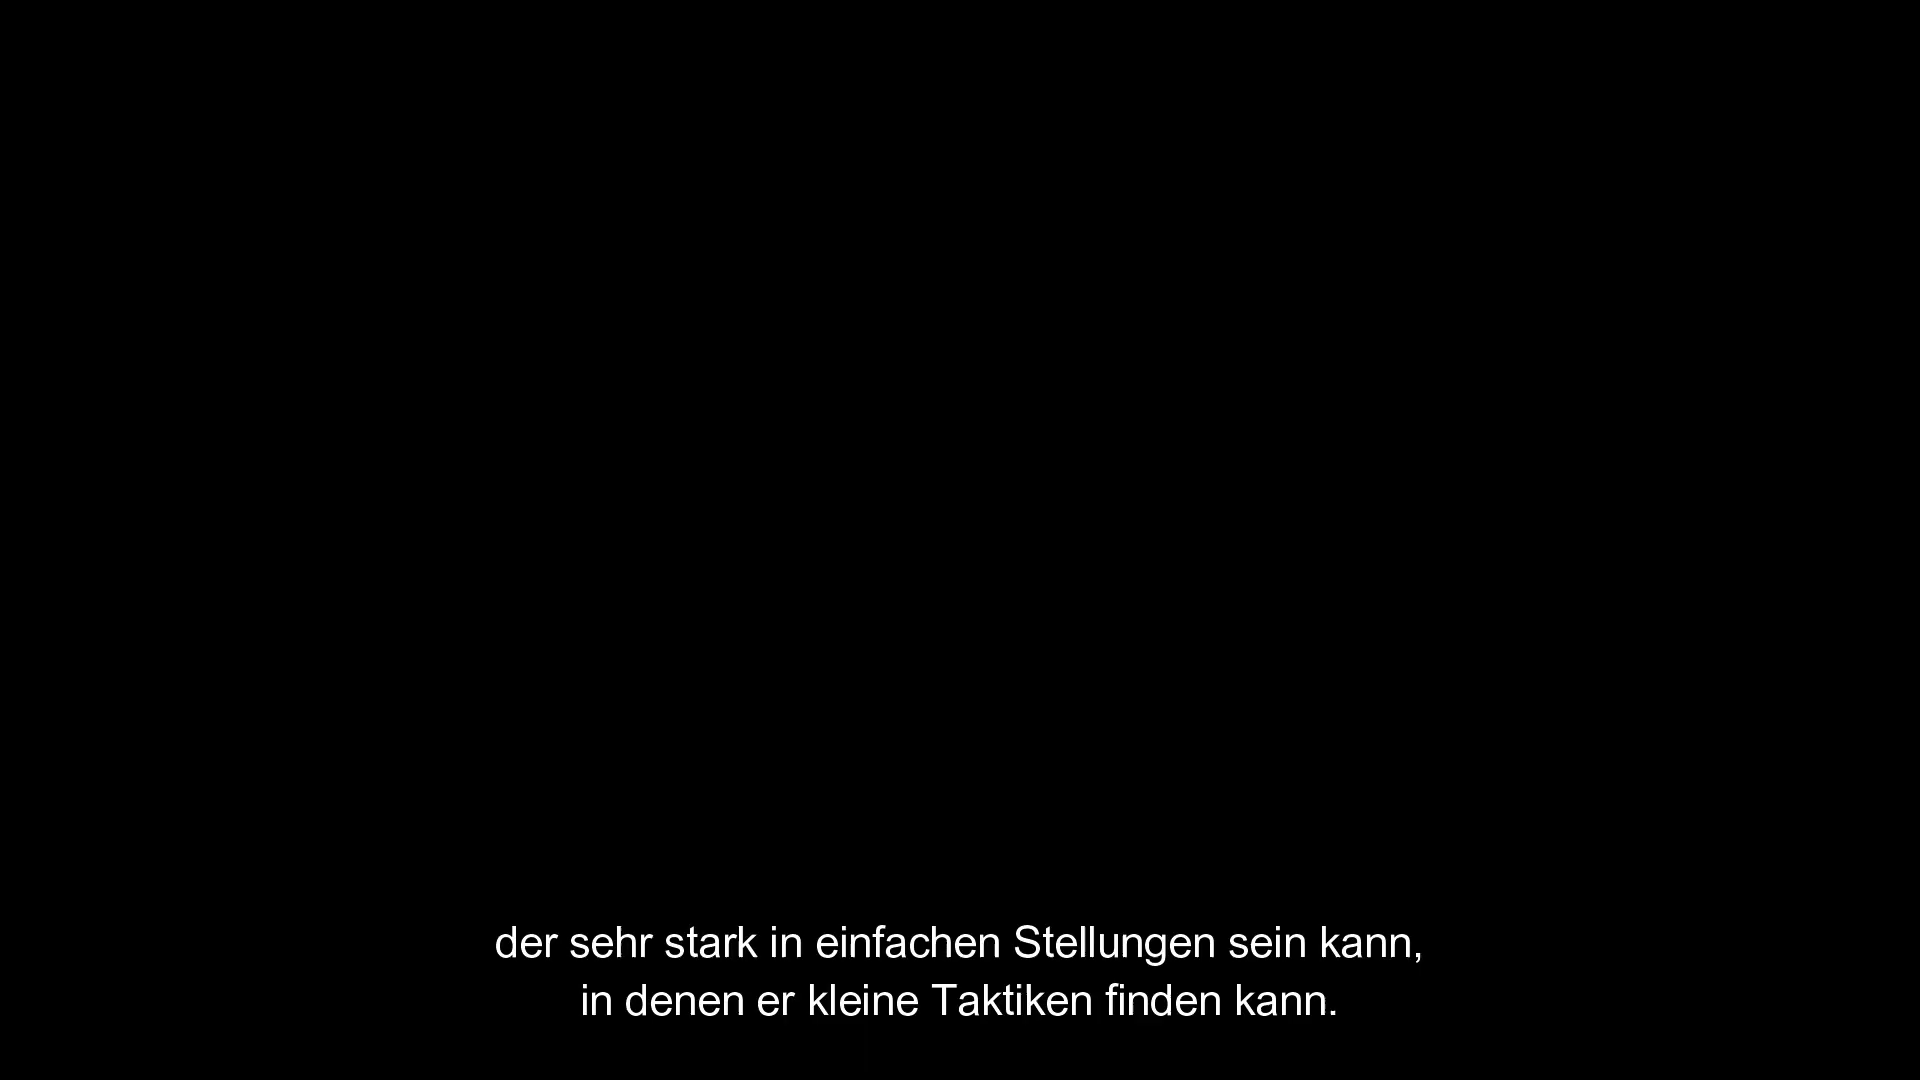 der sehr stark in einfachen Stellungen sein kann,
in denen er kleine Taktiken finden kann.